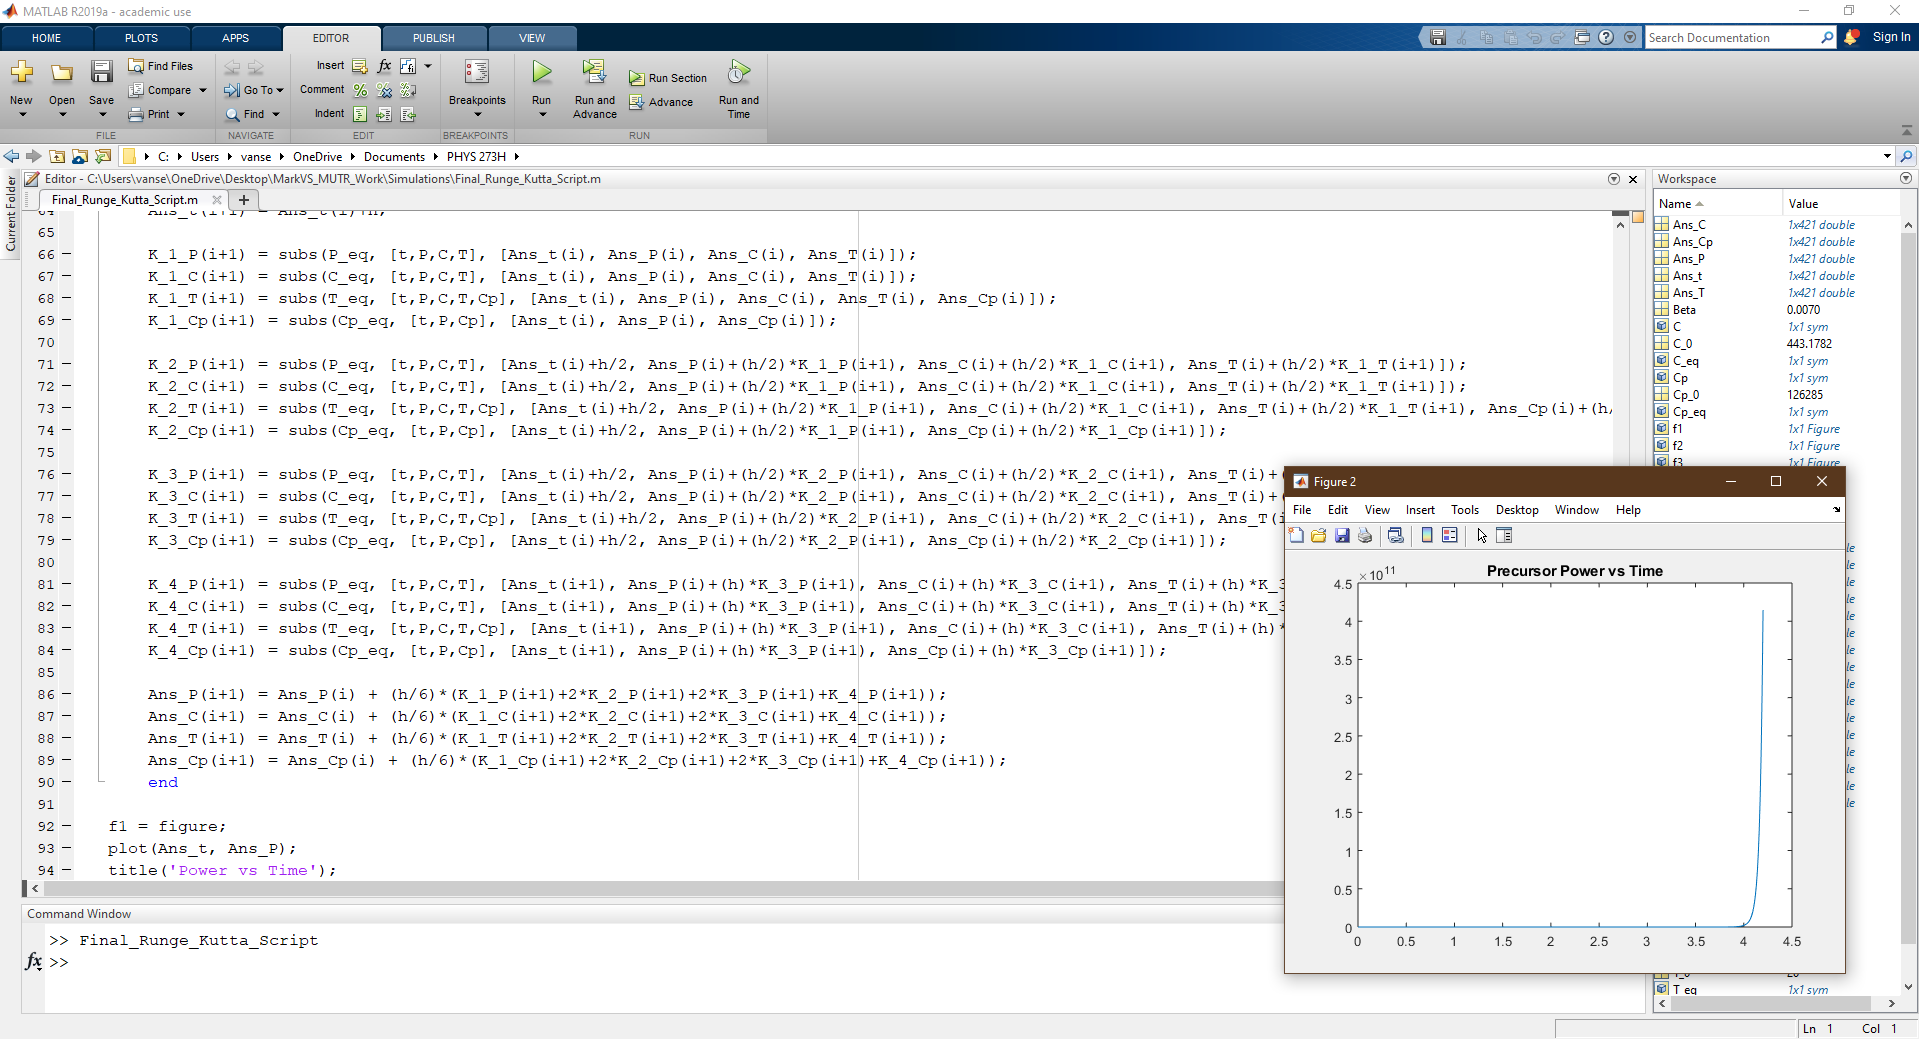 MATLAB R2019a - academic use
HOME PLOTS APPS EDITOR PUBLISH VIEW
Search Documentation
Sign In
New
Open
Save
Find Files
Compare
Print
FILE
Go To
Find
NAVIGATE
Insert
Comment
Indent
EDIT
Breakpoints
BREAKPOINTS
Run
Run and Advance
Run Section
Advance
Run and Time
RUN
C: Users vanse OneDrive Documents PHYS 273H
Current Folder
Editor - C:\Users\vanse\OneDrive\Desktop\MarkVS_MUTR_Work\Simulations\Final_Runge_Kutta_Script.m
Final_Runge_Kutta_Script.m
64 Ans_t(i+1) = Ans_t(i)+h;
65
66 K_1_P(i+1) = subs(P_eq, [t,P,C,T], [Ans_t(i), Ans_P(i), Ans_C(i), Ans_T(i)]);
67 K_1_C(i+1) = subs(C_eq, [t,P,C,T], [Ans_t(i), Ans_P(i), Ans_C(i), Ans_T(i)]);
68 K_1_T(i+1) = subs(T_eq, [t,P,C,T,Cp], [Ans_t(i), Ans_P(i), Ans_C(i), Ans_T(i), Ans_Cp(i)]);
69 K_1_Cp(i+1) = subs(Cp_eq, [t,P,Cp], [Ans_t(i), Ans_P(i), Ans_Cp(i)]);
70
71 K_2_P(i+1) = subs(P_eq, [t,P,C,T], [Ans_t(i)+h/2, Ans_P(i)+(h/2)*K_1_P(i+1), Ans_C(i)+(h/2)*K_1_C(i+1), Ans_T(i)+(h/2)*K_1_T(i+1)]);
72 K_2_C(i+1) = subs(C_eq, [t,P,C,T], [Ans_t(i)+h/2, Ans_P(i)+(h/2)*K_1_P(i+1), Ans_C(i)+(h/2)*K_1_C(i+1), Ans_T(i)+(h/2)*K_1_T(i+1)]);
73 K_2_T(i+1) = subs(T_eq, [t,P,C,T,Cp], [Ans_t(i)+h/2, Ans_P(i)+(h/2)*K_1_P(i+1), Ans_C(i)+(h/2)*K_1_C(i+1), Ans_T(i)+(h/2)*K_1_T(i+1), Ans_Cp(i)+(h/
74 K_2_Cp(i+1) = subs(Cp_eq, [t,P,Cp], [Ans_t(i)+h/2, Ans_P(i)+(h/2)*K_1_P(i+1), Ans_Cp(i)+(h/2)*K_1_Cp(i+1)]);
75
76 K_3_P(i+1) = subs(P_eq, [t,P,C,T], [Ans_t(i)+h/2, Ans_P(i)+(h/2)*K_2_P(i+1), Ans_C(i)+(h/2)*K_2_C(i+1), Ans_T(i)+
77 K_3_C(i+1) = subs(C_eq, [t,P,C,T], [Ans_t(i)+h/2, Ans_P(i)+(h/2)*K_2_P(i+1), Ans_C(i)+(h/2)*K_2_C(i+1), Ans_T(i)+
78 K_3_T(i+1) = subs(T_eq, [t,P,C,T,Cp], [Ans_t(i)+h/2, Ans_P(i)+(h/2)*K_2_P(i+1), Ans_C(i)+(h/2)*K_2_C(i+1), Ans_T(i
79 K_3_Cp(i+1) = subs(Cp_eq, [t,P,Cp], [Ans_t(i)+h/2, Ans_P(i)+(h/2)*K_2_P(i+1), Ans_Cp(i)+(h/2)*K_2_Cp(i+1)]);
80
81 K_4_P(i+1) = subs(P_eq, [t,P,C,T], [Ans_t(i+1), Ans_P(i)+(h)*K_3_P(i+1), Ans_C(i)+(h)*K_3_C(i+1), Ans_T(i)+(h)*K_3
82 K_4_C(i+1) = subs(C_eq, [t,P,C,T], [Ans_t(i+1), Ans_P(i)+(h)*K_3_P(i+1), Ans_C(i)+(h)*K_3_C(i+1), Ans_T(i)+(h)*K_3
83 K_4_T(i+1) = subs(T_eq, [t,P,C,T,Cp], [Ans_t(i+1), Ans_P(i)+(h)*K_3_P(i+1), Ans_C(i)+(h)*K_3_C(i+1), Ans_T(i)+(h)*
84 K_4_Cp(i+1) = subs(Cp_eq, [t,P,Cp], [Ans_t(i+1), Ans_P(i)+(h)*K_3_P(i+1), Ans_Cp(i)+(h)*K_3_Cp(i+1)]);
85
86 Ans_P(i+1) = Ans_P(i) + (h/6)*(K_1_P(i+1)+2*K_2_P(i+1)+2*K_3_P(i+1)+K_4_P(i+1));
87 Ans_C(i+1) = Ans_C(i) + (h/6)*(K_1_C(i+1)+2*K_2_C(i+1)+2*K_3_C(i+1)+K_4_C(i+1));
88 Ans_T(i+1) = Ans_T(i) + (h/6)*(K_1_T(i+1)+2*K_2_T(i+1)+2*K_3_T(i+1)+K_4_T(i+1));
89 Ans_Cp(i+1) = Ans_Cp(i) + (h/6)*(K_1_Cp(i+1)+2*K_2_Cp(i+1)+2*K_3_Cp(i+1)+K_4_Cp(i+1));
90 end
91
92 f1 = figure;
93 plot(Ans_t, Ans_P);
94 title('Power vs Time');
Command Window
>> Final_Runge_Kutta_Script
fx >>
Workspace
Name Value
Ans_C 1x421 double
Ans_Cp 1x421 double
Ans_P 1x421 double
Ans_t 1x421 double
Ans_T 1x421 double
Beta 0.0070
C 1x1 sym
C_0 443.1782
C_eq 1x1 sym
Cp 1x1 sym
Cp_0 126285
Cp_eq 1x1 sym
f1 1x1 Figure
f2 1x1 Figure
f3 1x1 Figure
T_0 20
T_eq 1x1 sym
Figure 2
File Edit View Insert Tools Desktop Window Help
Precursor Power vs Time
×10^11
4.5
4
3.5
3
2.5
2
1.5
1
0.5
0
0 0.5 1 1.5 2 2.5 3 3.5 4 4.5
Ln 1 Col 1